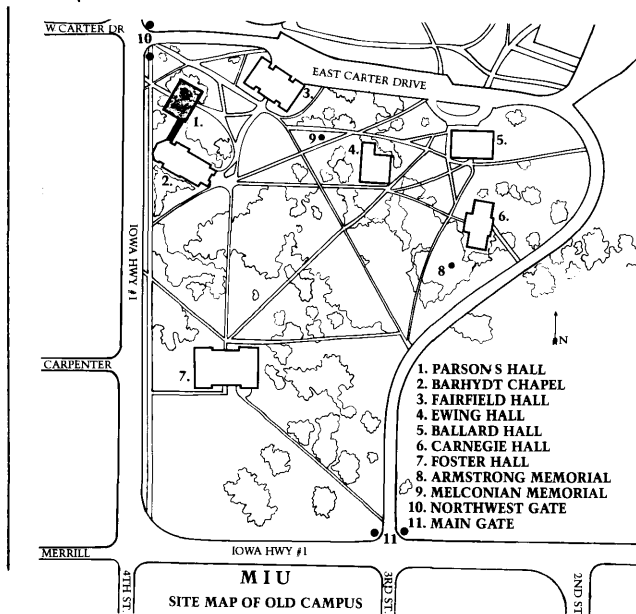 W CARTER DR
10
EAST CARTER DRIVE
3.
1.
9
4.
5.
2.
6.
IOWA HWY #1
8
N
CARPENTER
7.
1. PARSON'S HALL
2. BARHYDT CHAPEL
3. FAIRFIELD HALL
4. EWING HALL
5. BALLARD HALL
6. CARNEGIE HALL
7. FOSTER HALL
8. ARMSTRONG MEMORIAL
9. MELCONIAN MEMORIAL
10. NORTHWEST GATE
11. MAIN GATE
11
MERRILL
IOWA HWY #1
4TH ST.
MIU
3RD ST.
2ND ST
SITE MAP OF OLD CAMPUS